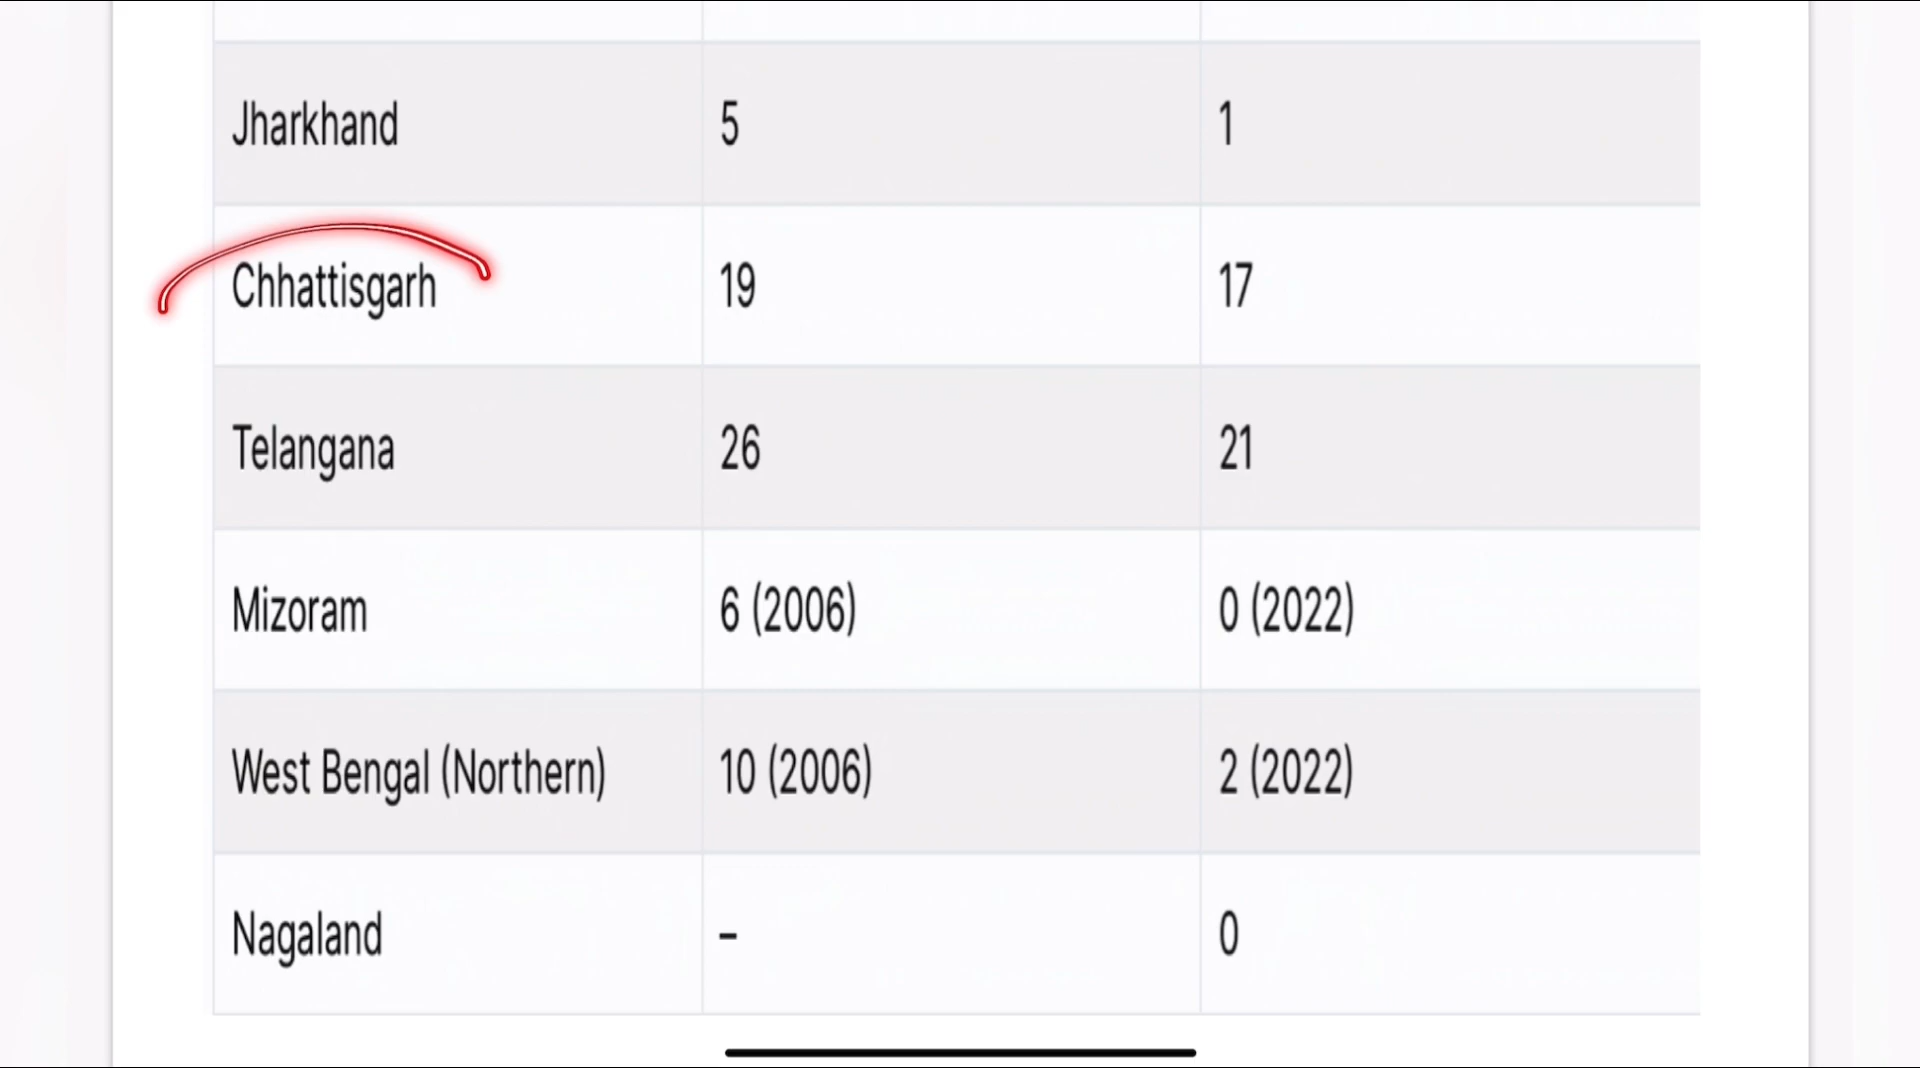 Jharkhand 5 1
Chhattisgarh 19 17
Telangana 26 21
Mizoram 6 (2006) 0 (2022)
West Bengal (Northern) 10 (2006) 2 (2022)
Nagaland – 0